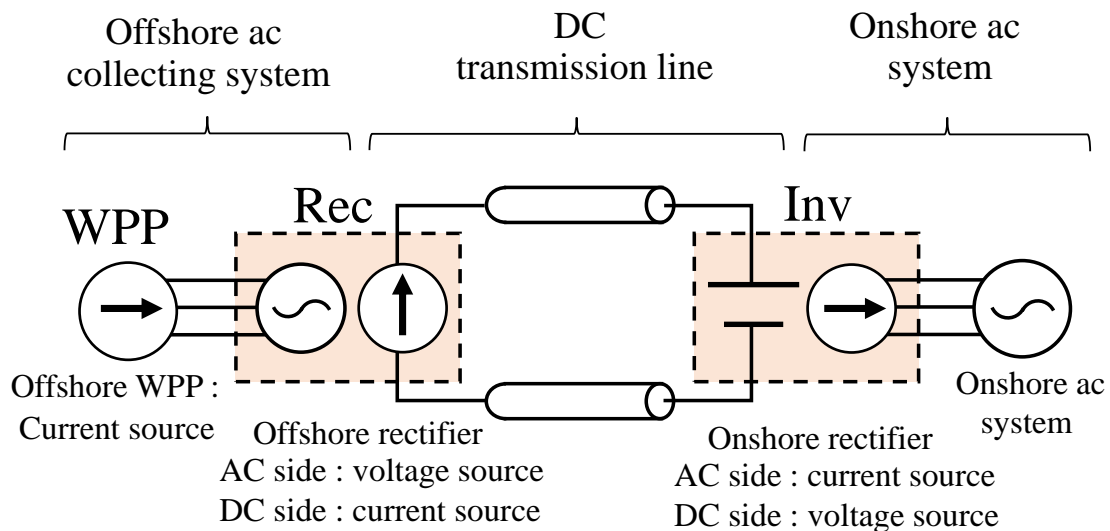 Offshore ac
collecting system
DC
transmission line
Onshore ac
system
WPP
Rec
Inv
Offshore WPP :
Current source
Offshore rectifier
AC side : voltage source
DC side : current source
Onshore rectifier
AC side : current source
DC side : voltage source
Onshore ac
system